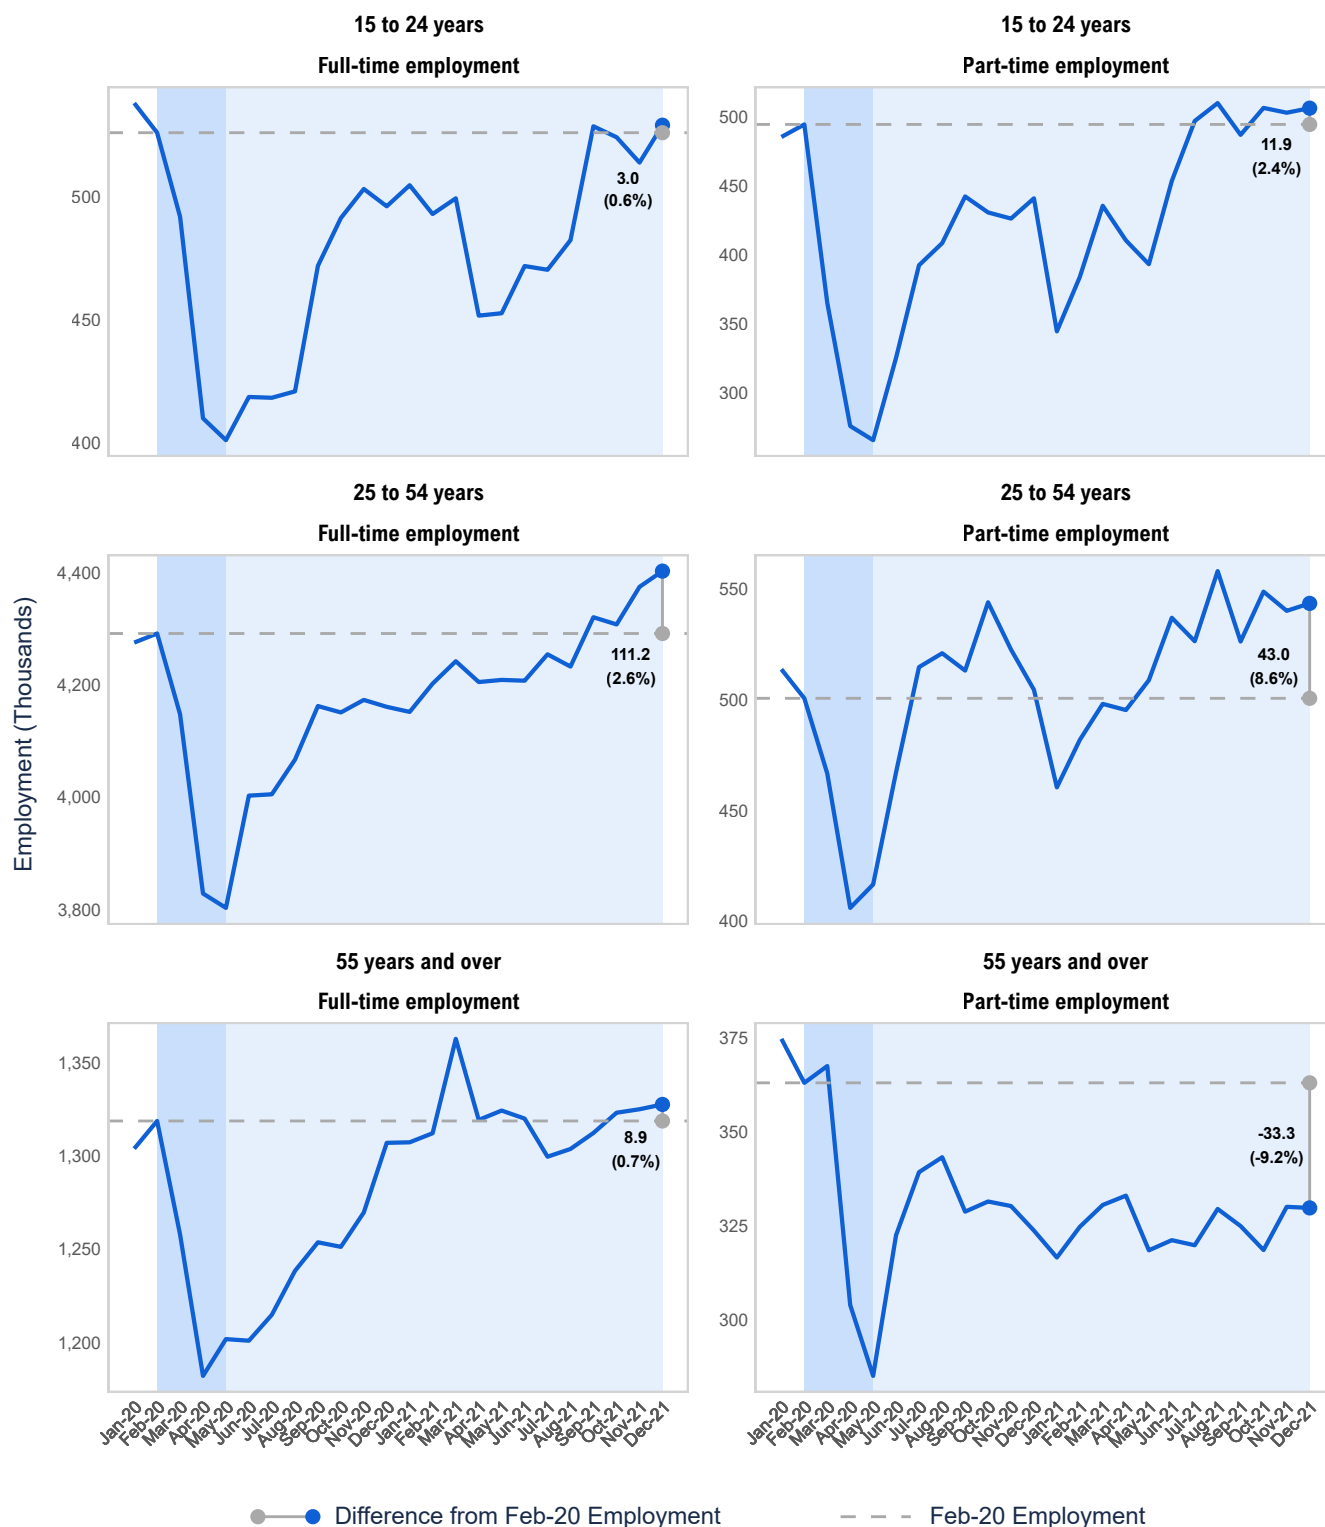 15 to 24 years
Full-time employment
500
450
400
3.0
(0.6%)
15 to 24 years
Part-time employment
500
450
400
350
300
11.9
(2.4%)
Employment (Thousands)
25 to 54 years
Full-time employment
4,400
4,200
4,000
3,800
111.2
(2.6%)
25 to 54 years
Part-time employment
550
500
450
400
43.0
(8.6%)
55 years and over
Full-time employment
1,350
1,300
1,250
1,200
8.9
(0.7%)
55 years and over
Part-time employment
375
350
325
300
-33.3
(-9.2%)
Jan-20
Feb-20
Mar-20
Apr-20
May-20
Jun-20
Jul-20
Aug-20
Sep-20
Oct-20
Nov-20
Dec-20
Jan-21
Feb-21
Mar-21
Apr-21
May-21
Jun-21
Jul-21
Aug-21
Sep-21
Oct-21
Nov-21
Dec-21
Jan-20
Feb-20
Mar-20
Apr-20
May-20
Jun-20
Jul-20
Aug-20
Sep-20
Oct-20
Nov-20
Dec-20
Jan-21
Feb-21
Mar-21
Apr-21
May-21
Jun-21
Jul-21
Aug-21
Sep-21
Oct-21
Nov-21
Dec-21
Difference from Feb-20 Employment
Feb-20 Employment